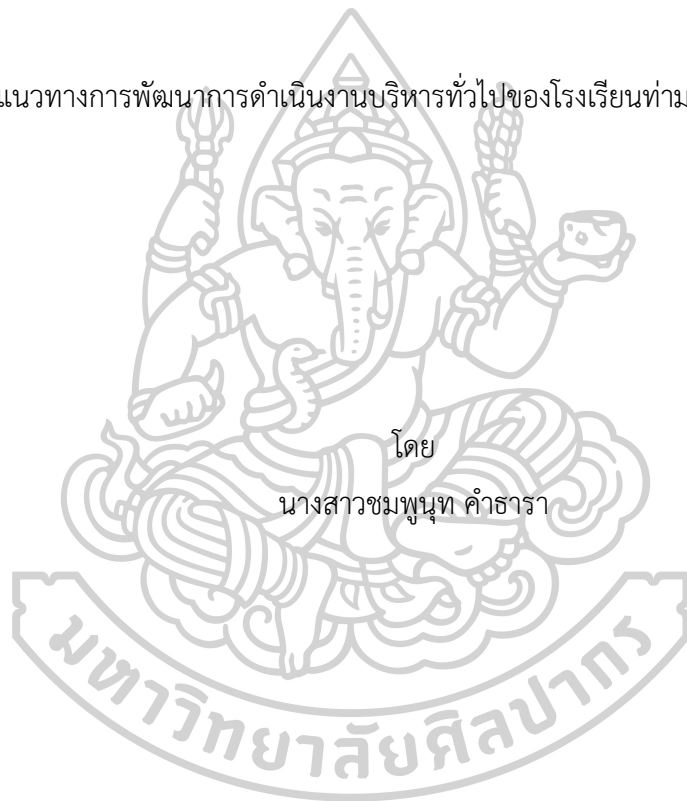 แนวทางการพัฒนาการดำเนินงานบริหารทั่วไปของโรงเรียนท่าม
โดย
นางสาวชมพูนุท คำธารา
มหาวิทยาลัยศิลปากร